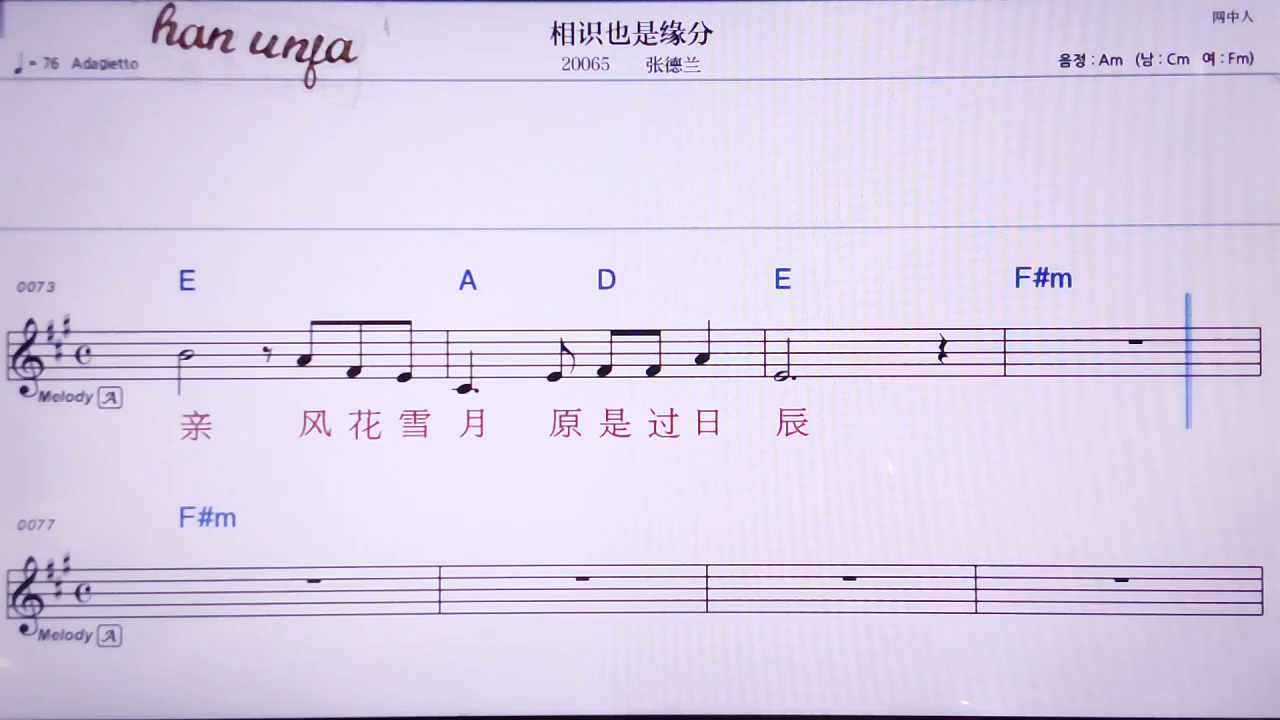 han unfa
相识也是缘分
网中人
♩= 76 Adagietto
20065 张德兰
음정 : Am (남 : Cm 여 : Fm)
0073 E A D E F#m
Melody A
亲 风 花 雪 月 原 是 过 日 辰
0077 F#m
Melody A